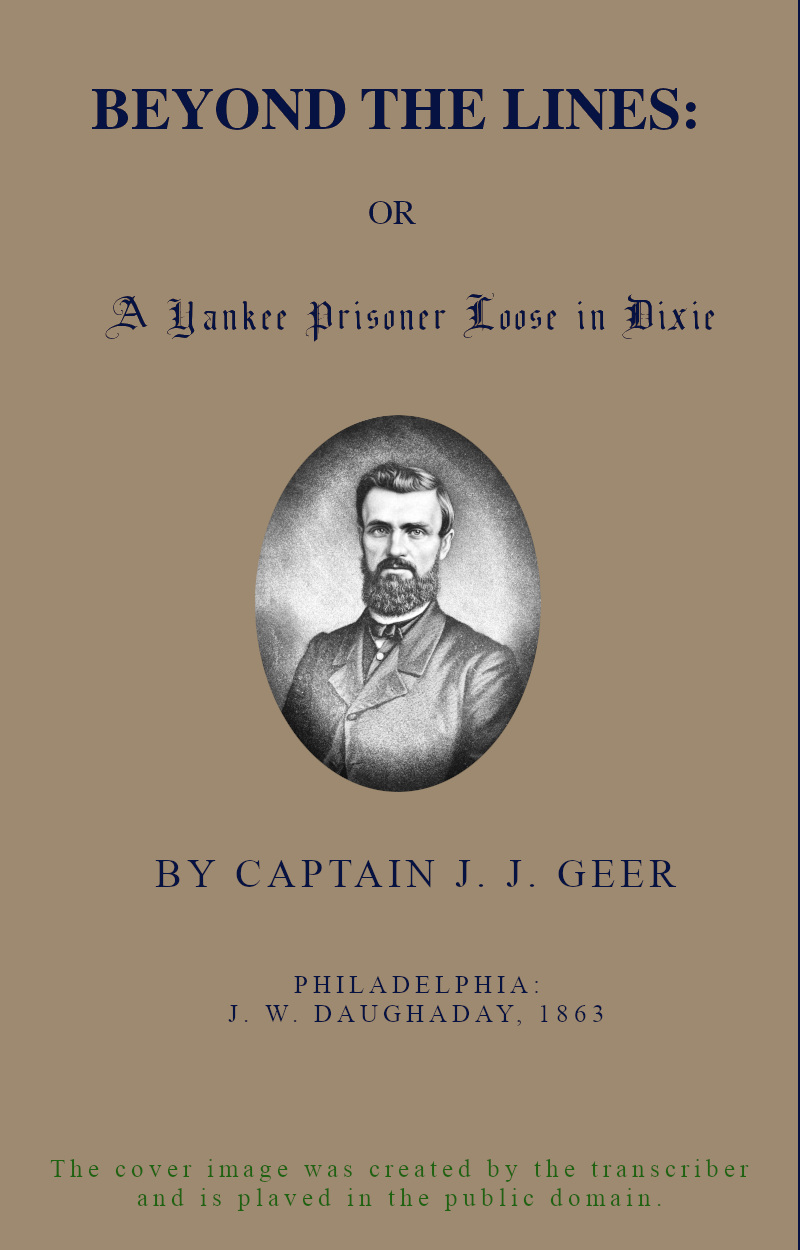 BEYOND THE LINES:
OR
A Yankee Prisoner Loose in Dixie
BY CAPTAIN J. J. GEER
PHILADELPHIA:
J. W. DAUGHADAY, 1863
The cover image was created by the transcriber
and is plaved in the public domain.